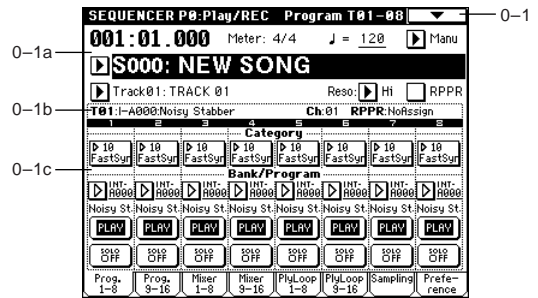 SEQUENCER P0:Play/REC Program T01-08
0–1
001:01.000 Meter: 4/4 ♩ = 120 Manu
0–1a
S000: NEW SONG
Track01: TRACK 01 Reso: Hi RPPR
0–1b
T01:I-A000:Noisy Stabber Ch:01 RPPR:NoAssign
1 2 3 4 5 6 7 8
Category
10 10 10 10 10 10 10 10
FastSyn FastSyn FastSyn FastSyn FastSyn FastSyn FastSyn FastSyn
0–1c
Bank/Program
INT- INT- INT- INT- INT- INT- INT- INT-
A000 A000 A000 A000 A000 A000 A000 A000
Noisy St. Noisy St. Noisy St. Noisy St. Noisy St. Noisy St. Noisy St. Noisy St.
PLAY PLAY PLAY PLAY PLAY PLAY PLAY PLAY
SOLO SOLO SOLO SOLO SOLO SOLO SOLO SOLO
OFF OFF OFF OFF OFF OFF OFF OFF
Prog. Prog. Mixer Mixer PlyLoop PlyLoop Sampling Prefe-
1-8 9-16 1-8 9-16 1-8 9-16 rence